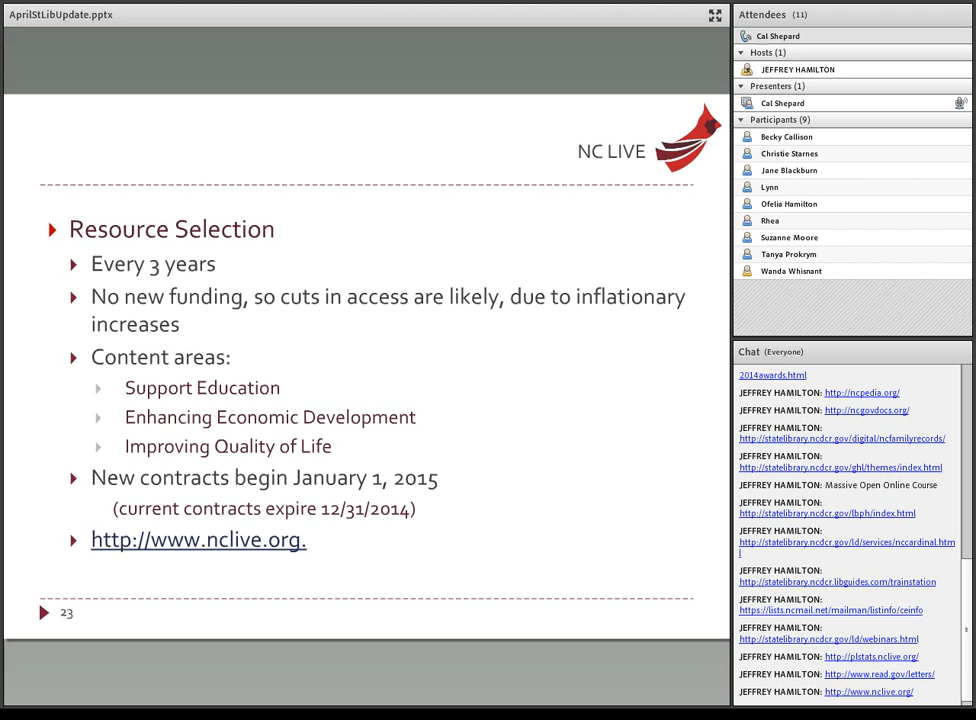 AprilStLibUpdate.pptx
NC LIVE
Resource Selection
Every 3 years
No new funding, so cuts in access are likely, due to inflationary
increases
Content areas:
Support Education
Enhancing Economic Development
Improving Quality of Life
New contracts begin January 1, 2015
(current contracts expire 12/31/2014)
http://www.nclive.org.
23
Attendees (11)
Cal Shepard
Hosts (1)
JEFFREY HAMILTON
Presenters (1)
Cal Shepard
Participants (9)
Becky Callison
Christie Starnes
Jane Blackburn
Lynn
Ofelia Hamilton
Rhea
Suzanne Moore
Tanya Prokrym
Wanda Whisnant
Chat (Everyone)
2014awards.html
JEFFREY HAMILTON: http://ncpedia.org/
JEFFREY HAMILTON: http://ncgovdocs.org/
JEFFREY HAMILTON:
http://statelibrary.ncdcr.gov/digital/ncfamilyrecords/
JEFFREY HAMILTON:
http://statelibrary.ncdcr.gov/ghl/themes/index.html
JEFFREY HAMILTON: Massive Open Online Course
JEFFREY HAMILTON:
http://statelibrary.ncdcr.gov/lbph/index.html
JEFFREY HAMILTON:
http://statelibrary.ncdcr.gov/ld/services/nccardinal.htm
l
JEFFREY HAMILTON:
http://statelibrary.ncdcr.libguides.com/trainstation
JEFFREY HAMILTON:
https://lists.ncmail.net/mailman/listinfo/ceinfo
JEFFREY HAMILTON:
http://statelibrary.ncdcr.gov/ld/webinars.html
JEFFREY HAMILTON: http://plstats.nclive.org/
JEFFREY HAMILTON: http://www.read.gov/letters/
JEFFREY HAMILTON: http://www.nclive.org/